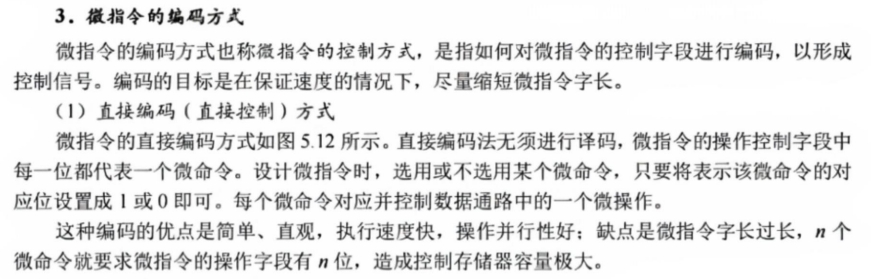 3．微指令的编码方式
微指令的编码方式也称微指令的控制方式，是指如何对微指令的控制字段进行编码，以形成
控制信号。编码的目标是在保证速度的情况下，尽量缩短微指令字长。
（1）直接编码（直接控制）方式
微指令的直接编码方式如图 5.12 所示。直接编码法无须进行译码，微指令的操作控制字段中
每一位都代表一个微命令。设计微指令时，选用或不选用某个微命令，只要将表示该微命令的对
应位设置成 1 或 0 即可。每个微命令对应并控制数据通路中的一个微操作。
这种编码的优点是简单、直观，执行速度快，操作并行性好；缺点是微指令字长过长，n 个
微命令就要求微指令的操作字段有 n 位，造成控制存储器容量极大。